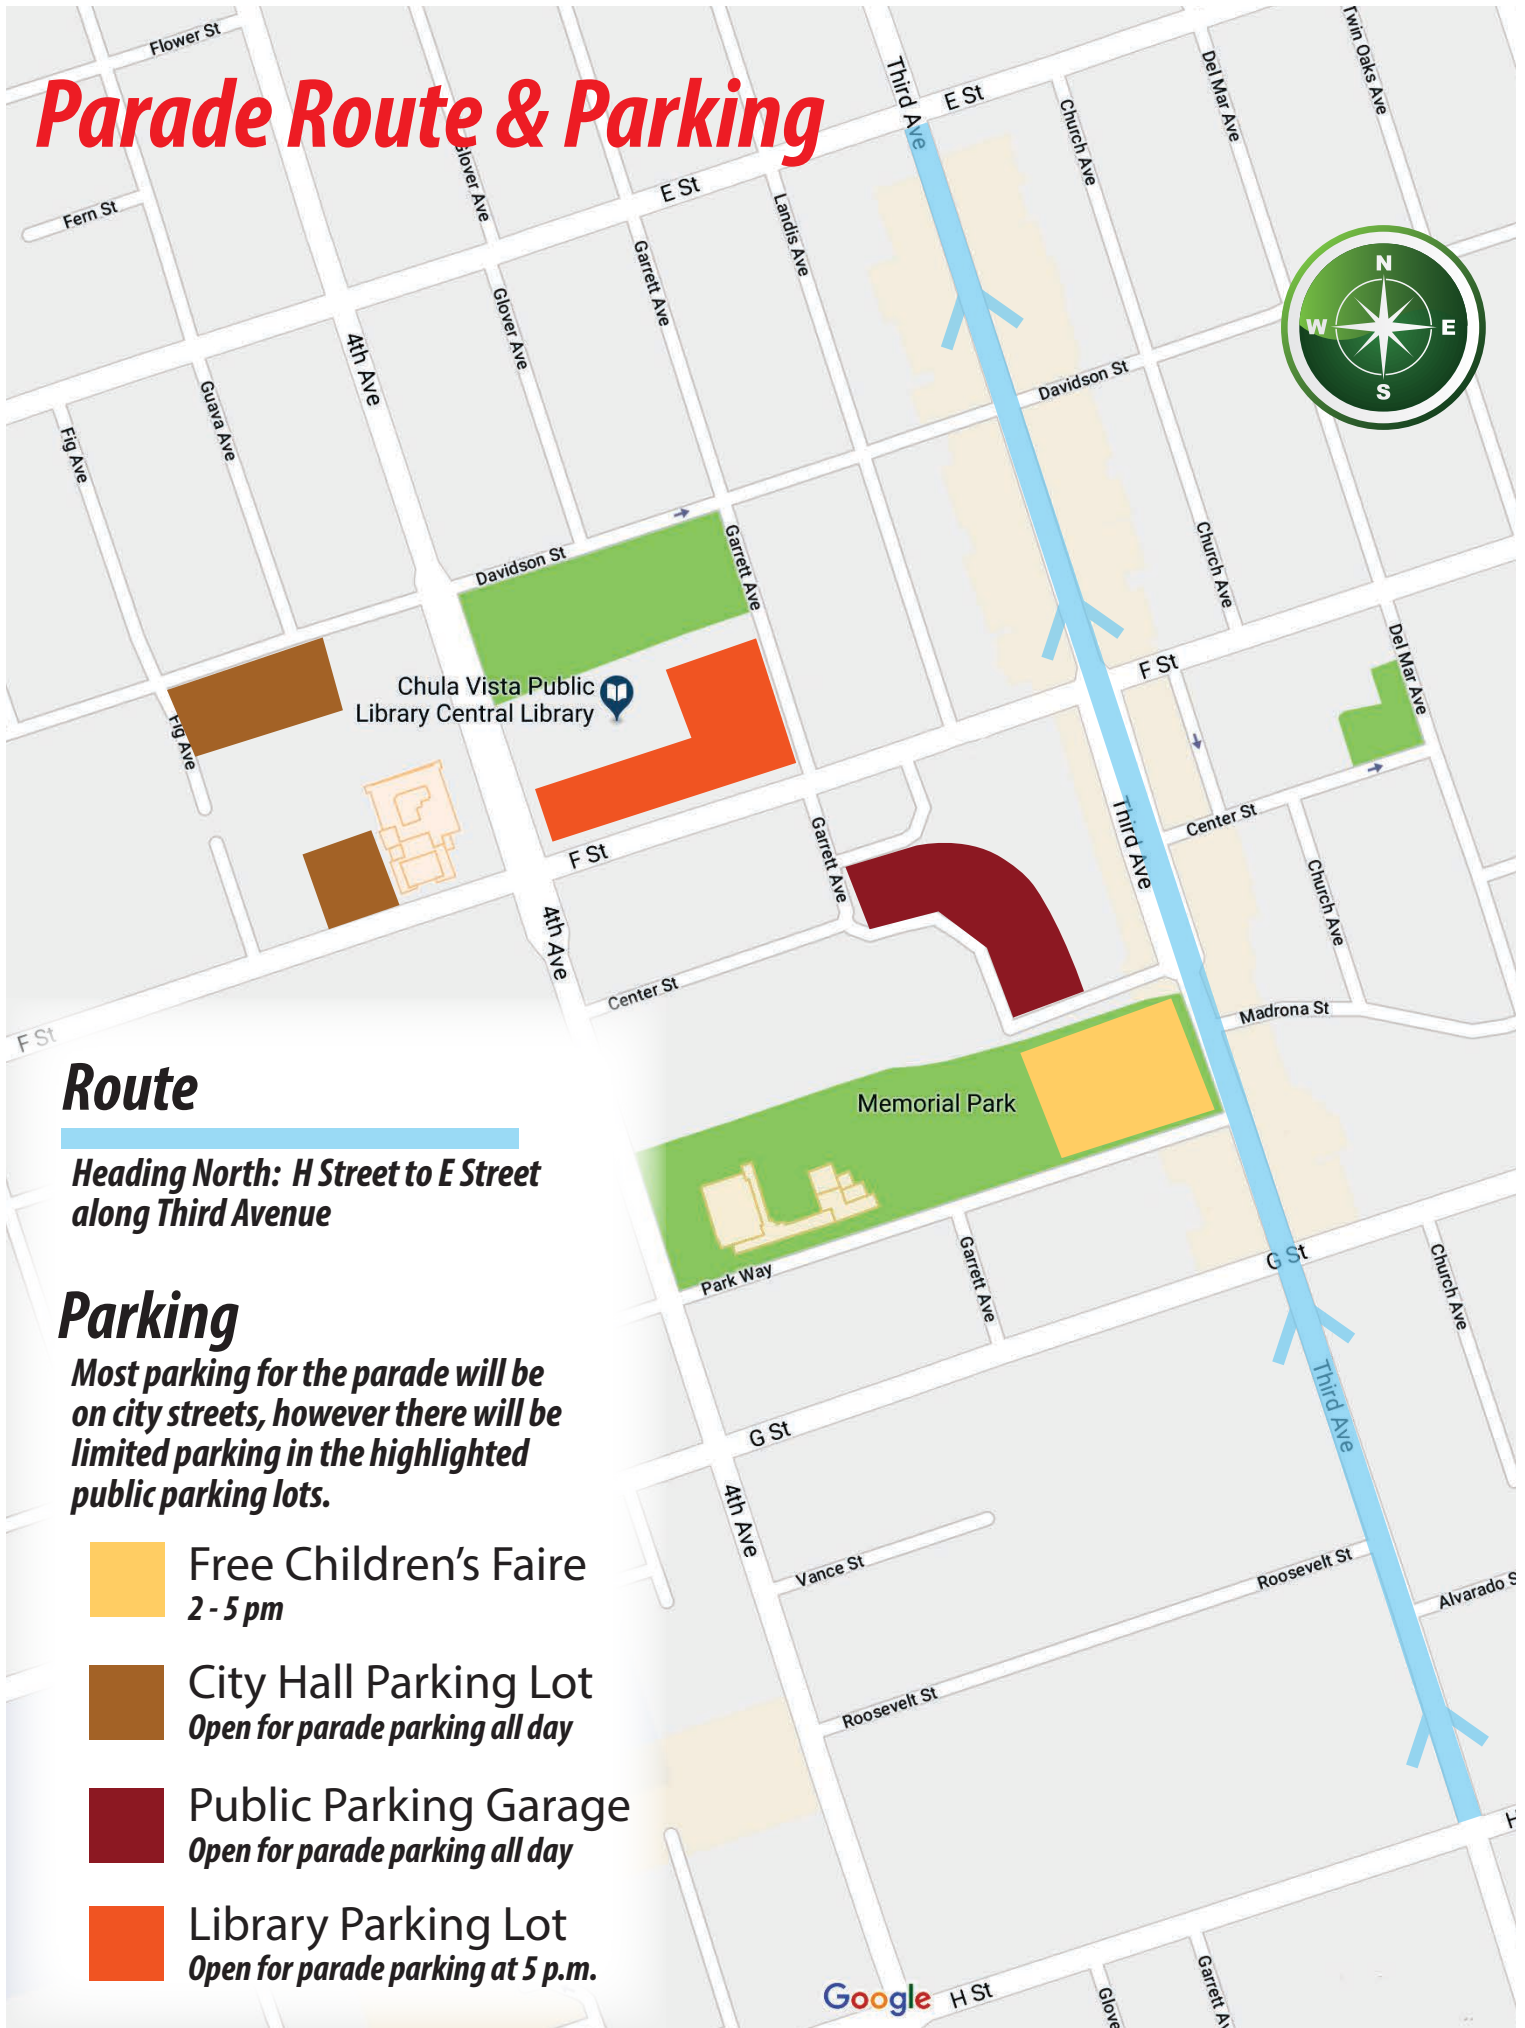 Flower St
Twin Oaks Ave
Third Ave
E St
Del Mar Ave
Parade Route & Parking
Church Ave
Glover Ave
E St
Fern St
Landis Ave
Garrett Ave
N
W
E
S
Glover Ave
4th Ave
Davidson St
Guava Ave
Fig Ave
Church Ave
Garrett Ave
Davidson St
Del Mar Ave
F St
Chula Vista Public
Library Central Library
Fig Ave
Third Ave
Center St
Garrett Ave
F St
Church Ave
4th Ave
Center St
Madrona St
F St
Memorial Park
Route
Heading North: H Street to E Street
along Third Avenue
Park Way
Garrett Ave
G St
Church Ave
Parking
Most parking for the parade will be
on city streets, however there will be
limited parking in the highlighted
public parking lots.
Third Ave
G St
4th Ave
Vance St
Roosevelt St
Alvarado S
Free Children's Faire
2 - 5 pm
City Hall Parking Lot
Open for parade parking all day
Roosevelt St
Public Parking Garage
Open for parade parking all day
H
Library Parking Lot
Open for parade parking at 5 p.m.
Google
H St
Glove
Garrett Av